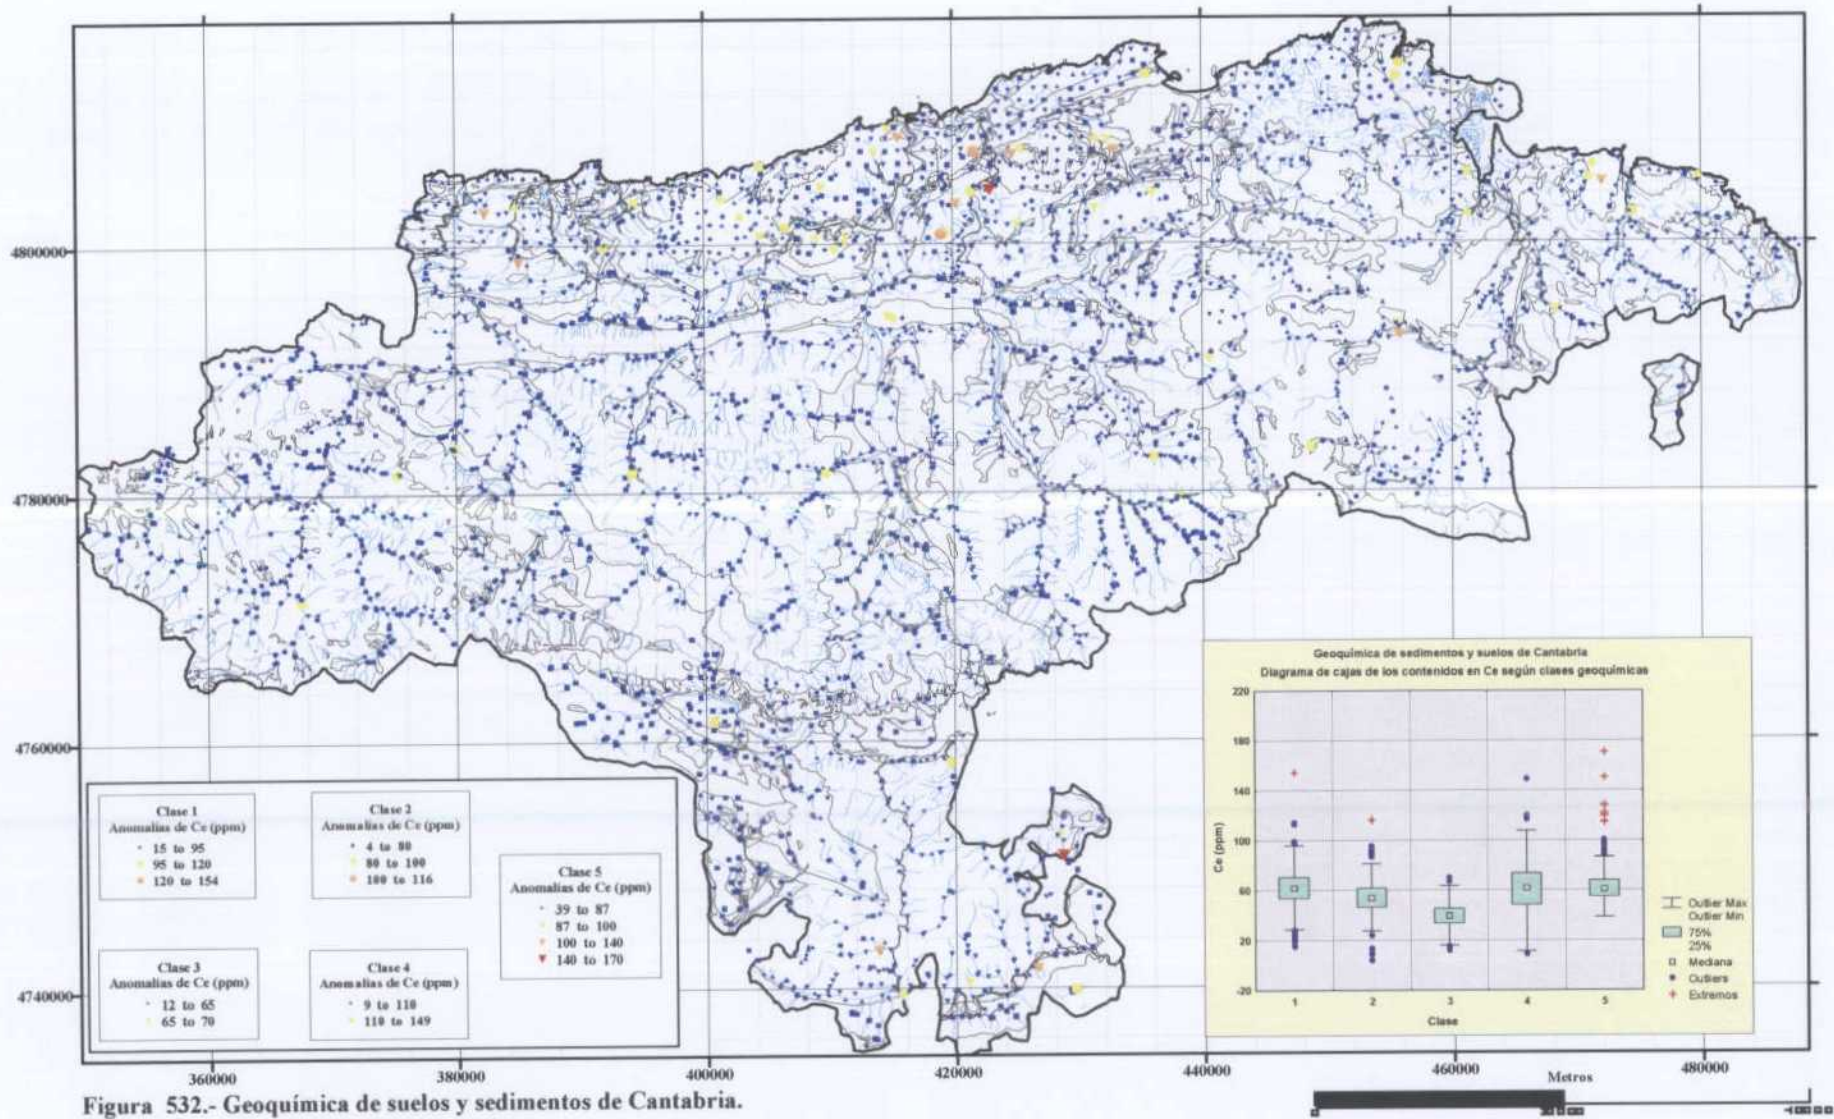 4800000
4780000
4760000
4740000
360000
380000
400000
420000
440000
460000
480000
Metros
Clase 1
Anomalías de Ce (ppm)
15 to 95
95 to 120
120 to 154
Clase 2
Anomalías de Ce (ppm)
4 to 80
80 to 100
100 to 116
Clase 3
Anomalías de Ce (ppm)
12 to 65
65 to 70
Clase 4
Anomalías de Ce (ppm)
9 to 110
110 to 149
Clase 5
Anomalías de Ce (ppm)
39 to 87
87 to 100
100 to 140
140 to 170
Geoquímica de sedimentos y suelos de Cantabria
Diagrama de cajas de los contenidos en Ce según clases geoquímicas
220
180
140
100
60
20
-20
Ce (ppm)
1 2 3 4 5
Clase
Outlier Max
Outlier Min
75%
25%
Mediana
Outliers
Extremos
Figura 532.- Geoquímica de suelos y sedimentos de Cantabria.